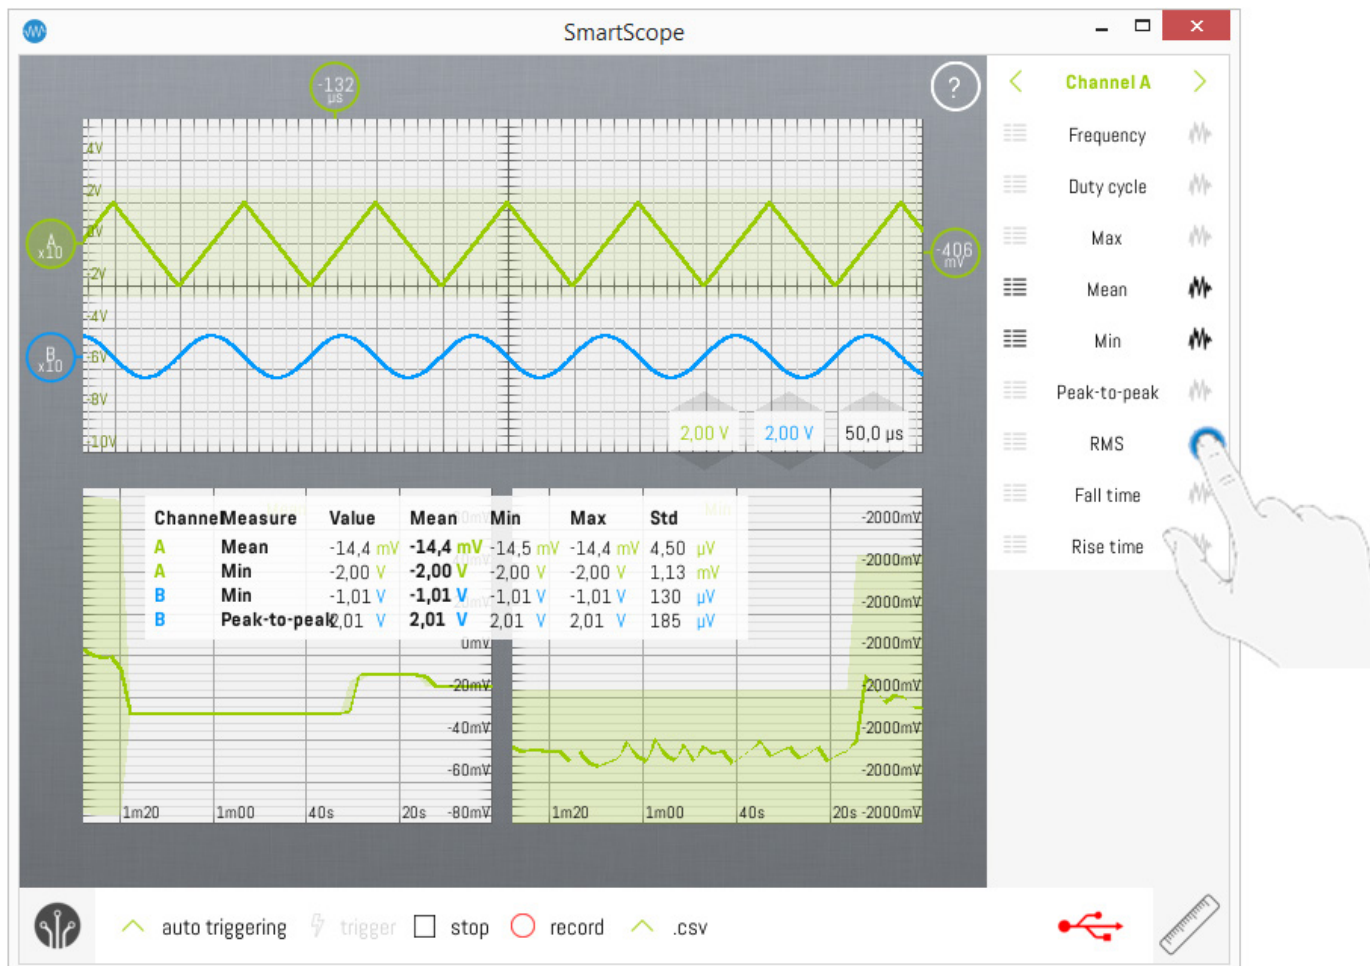 SmartScope
-132
µs
?
Channel A
4V
2V
0V
-2V
-4V
-6V
-8V
-10V
A
x10
B
x10
-406
mV
2,00 V
2,00 V
50,0 µs
Frequency
Duty cycle
Max
Mean
Min
Peak-to-peak
RMS
Fall time
Rise time
Channel Measure Value Mean Min Max Std
A Mean -14,4 mV -14,4 mV -14,5 mV -14,4 mV 4,50 µV
A Min -2,00 V -2,00 V -2,00 V -2,00 V 1,13 mV
B Min -1,01 V -1,01 V -1,01 V -1,01 V 130 µV
B Peak-to-peak 2,01 V 2,01 V 2,01 V 2,01 V 185 µV
0mV
-20mV
-40mV
-60mV
1m20 1m00 40s 20s -80mV
Min
-2000mV
-2000mV
-2000mV
-2000mV
-2000mV
-2000mV
-2000mV
1m20 1m00 40s 20s -2000mV
auto triggering trigger stop record .csv